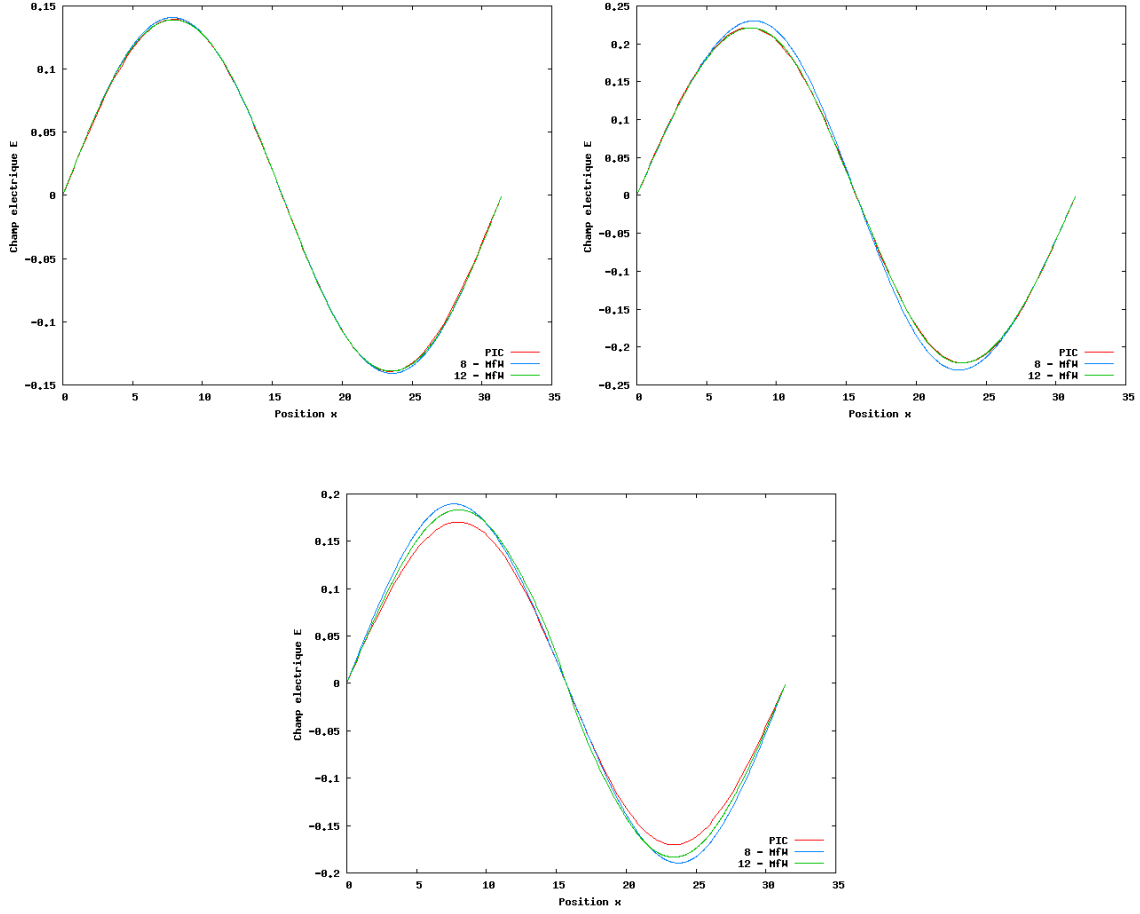 0.15
0.1
0.05
0
-0.05
-0.1
-0.15
Champ electrique E
0 5 10 15 20 25 30 35
Position x
PIC
8 - MfW
12 - MfW
0.25
0.2
0.15
0.1
0.05
0
-0.05
-0.1
-0.15
-0.2
-0.25
Champ electrique E
0 5 10 15 20 25 30 35
Position x
PIC
8 - MfW
12 - MfW
0.2
0.15
0.1
0.05
0
-0.05
-0.1
-0.15
-0.2
Champ electrique E
0 5 10 15 20 25 30 35
Position x
PIC
8 - MfW
12 - MfW